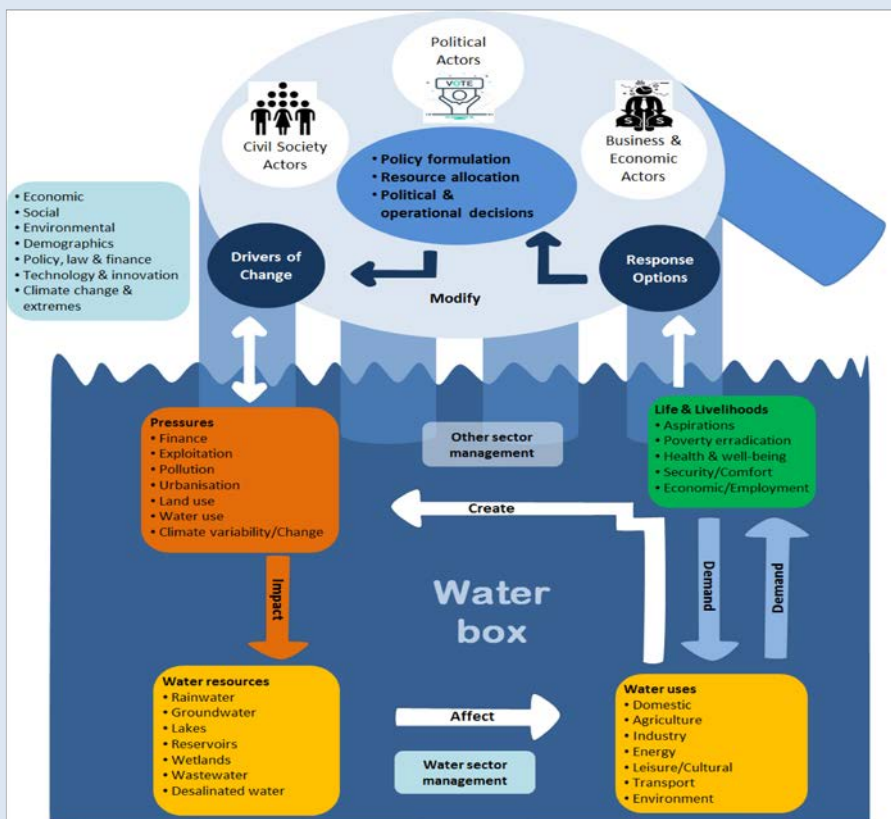 Political
Actors
VOTE
Civil Society
Actors
Business &
Economic
Actors
• Policy formulation
• Resource allocation
• Political &
operational decisions
• Economic
• Social
• Environmental
• Demographics
• Policy, law & finance
• Technology & innovation
• Climate change &
extremes
Drivers of
Change
Modify
Response
Options
Pressures
• Finance
• Exploitation
• Pollution
• Urbanisation
• Land use
• Water use
• Climate variability/Change
Other sector
management
Life & Livelihoods
• Aspirations
• Poverty erradication
• Health & well-being
• Security/Comfort
• Economic/Employment
Create
Impact
Water
box
Demand
Demand
Water resources
• Rainwater
• Groundwater
• Lakes
• Reservoirs
• Wetlands
• Wastewater
• Desalinated water
Affect
Water sector
management
Water uses
• Domestic
• Agriculture
• Industry
• Energy
• Leisure/Cultural
• Transport
• Environment